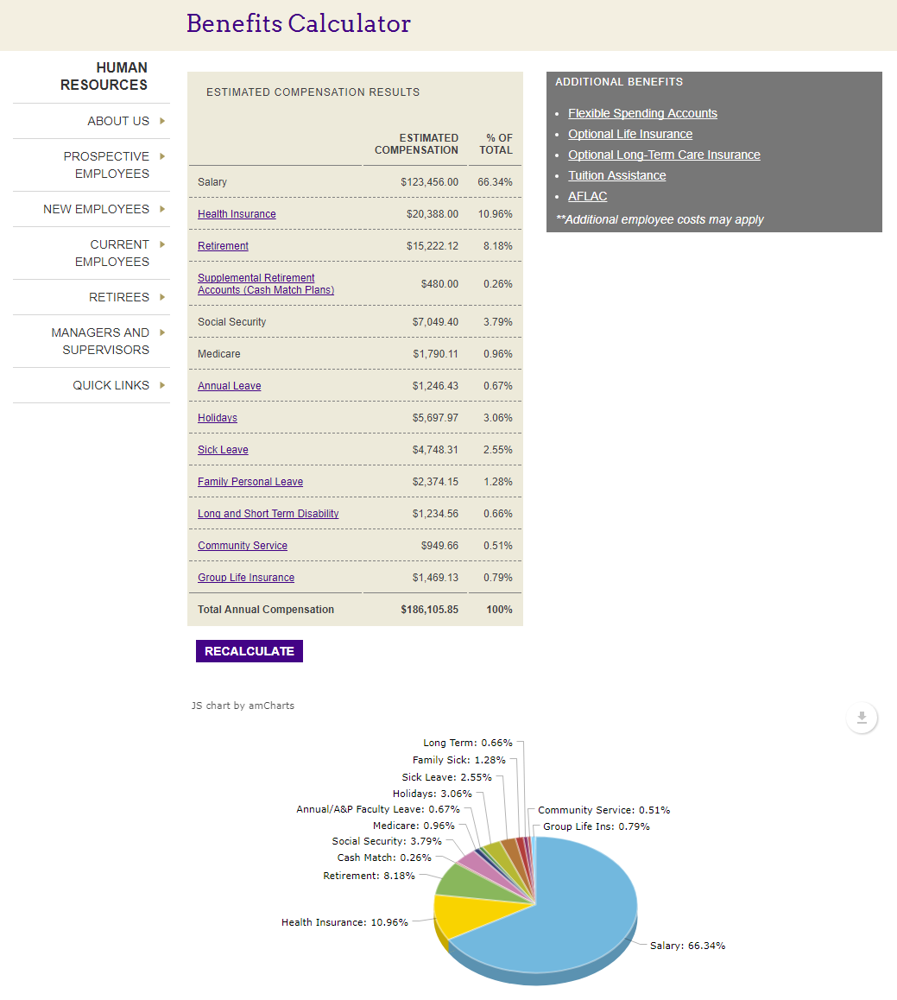 Benefits Calculator
HUMAN
RESOURCES
ABOUT US
PROSPECTIVE
EMPLOYEES
NEW EMPLOYEES
CURRENT
EMPLOYEES
RETIREES
MANAGERS AND
SUPERVISORS
QUICK LINKS
ESTIMATED COMPENSATION RESULTS
ESTIMATED COMPENSATION % OF TOTAL
Salary $123,456.00 66.34%
Health Insurance $20,388.00 10.96%
Retirement $15,222.12 8.18%
Supplemental Retirement
Accounts (Cash Match Plans) $480.00 0.26%
Social Security $7,049.40 3.79%
Medicare $1,790.11 0.96%
Annual Leave $1,246.43 0.67%
Holidays $5,697.97 3.06%
Sick Leave $4,748.31 2.55%
Family Personal Leave $2,374.15 1.28%
Long and Short Term Disability $1,234.56 0.66%
Community Service $949.66 0.51%
Group Life Insurance $1,469.13 0.79%
Total Annual Compensation $186,105.85 100%
RECALCULATE
ADDITIONAL BENEFITS
• Flexible Spending Accounts
• Optional Life Insurance
• Optional Long-Term Care Insurance
• Tuition Assistance
• AFLAC
**Additional employee costs may apply
JS chart by amCharts
Long Term: 0.66%
Family Sick: 1.28%
Sick Leave: 2.55%
Holidays: 3.06%
Annual/A&P Faculty Leave: 0.67%
Medicare: 0.96%
Social Security: 3.79%
Cash Match: 0.26%
Retirement: 8.18%
Health Insurance: 10.96%
Community Service: 0.51%
Group Life Ins: 0.79%
Salary: 66.34%